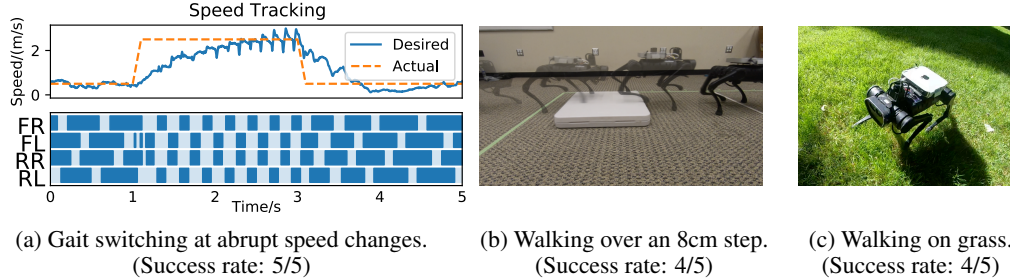 Speed Tracking
Speed/(m/s)
2
0
Desired
Actual
FR
FL
RR
RL
0 1 2 3 4 5
Time/s
(a) Gait switching at abrupt speed changes.
(Success rate: 5/5)
(b) Walking over an 8cm step.
(Success rate: 4/5)
(c) Walking on grass.
(Success rate: 4/5)